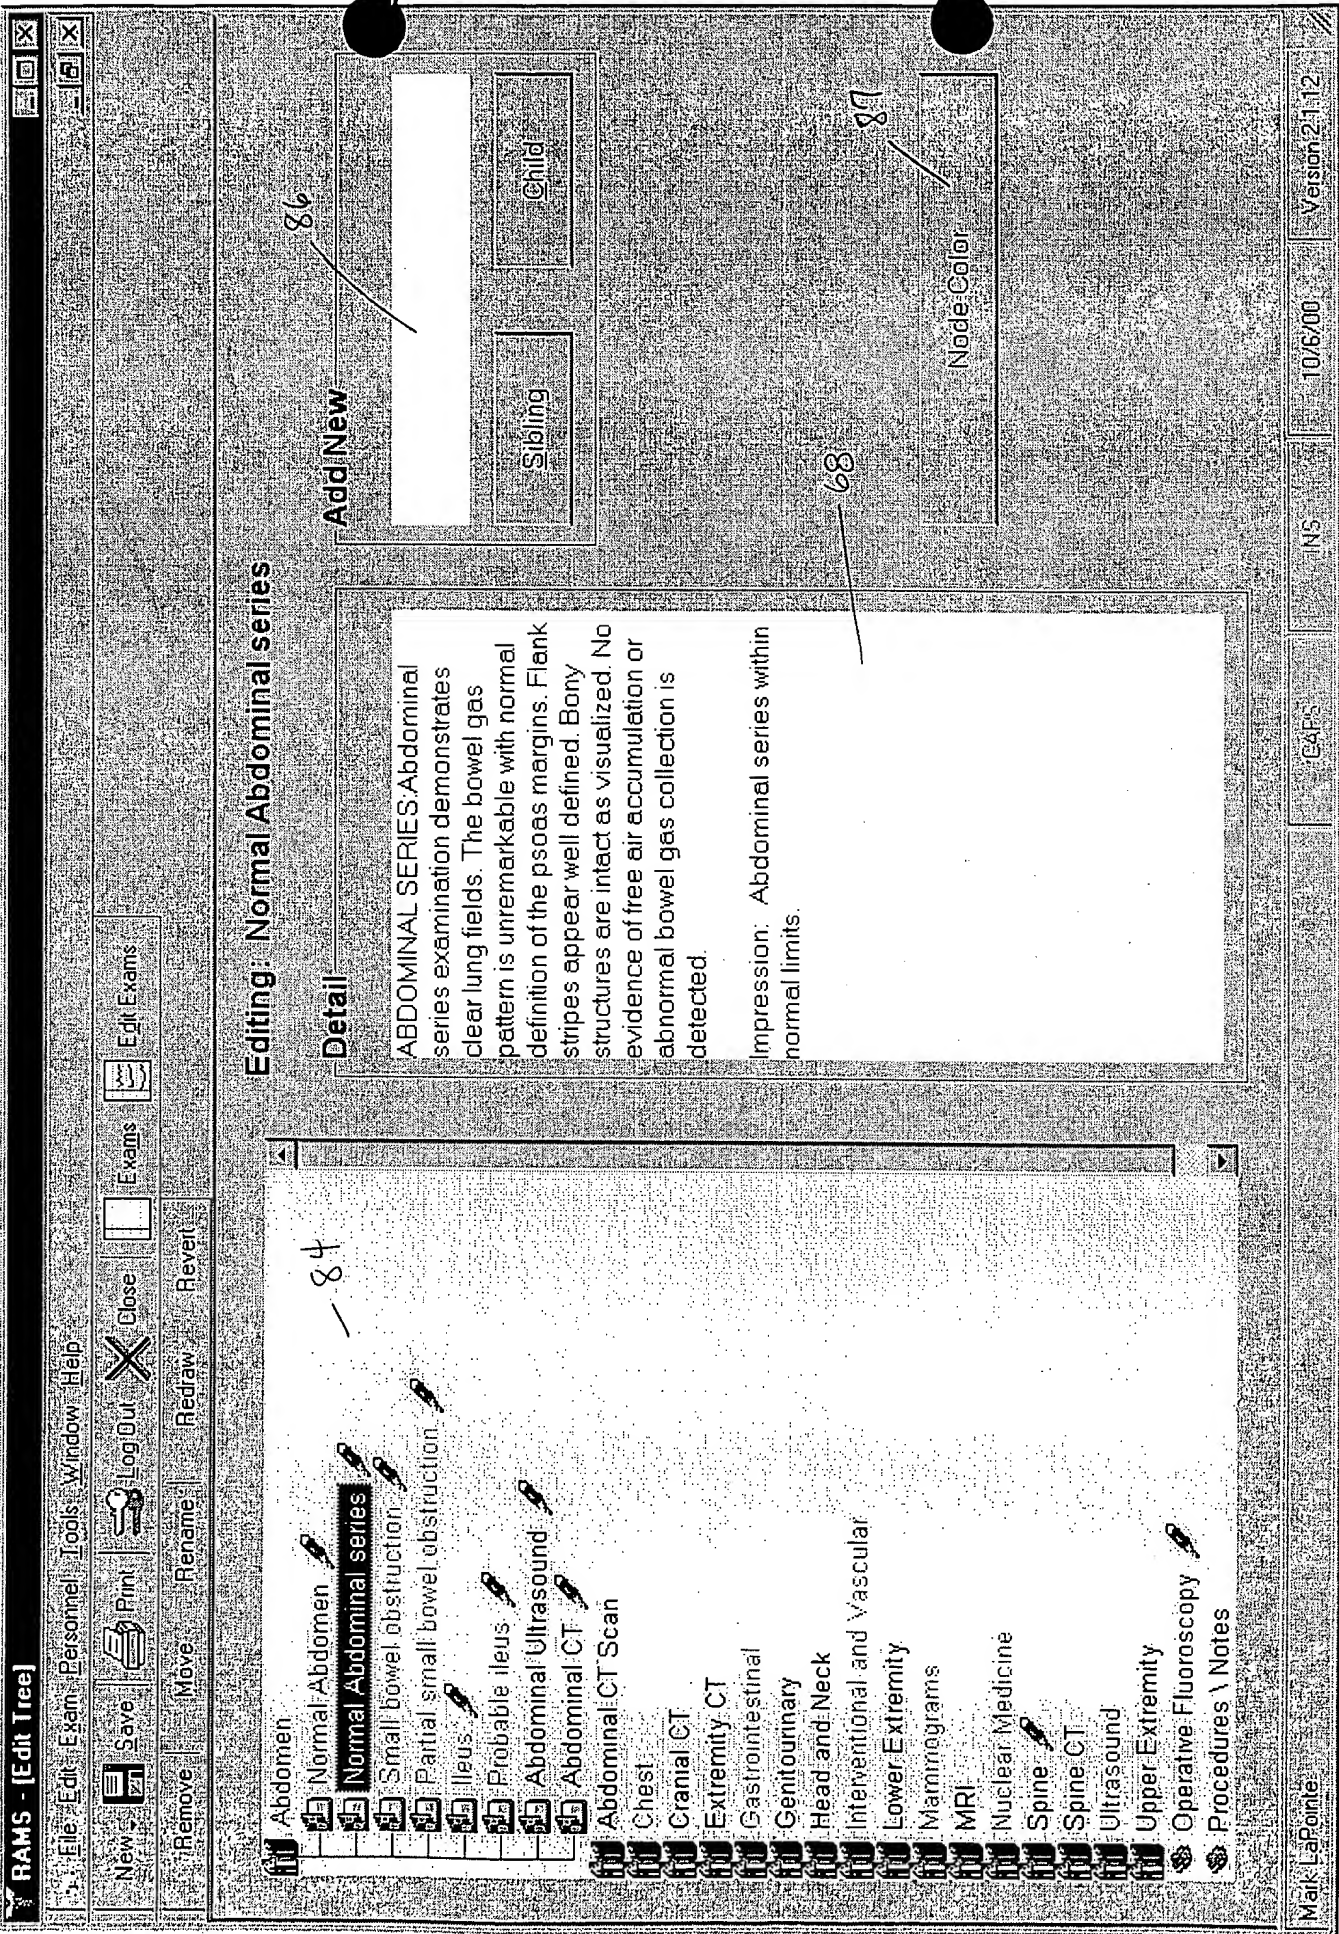 RAMS - [Edit Tree]
File Edit Exam Personnel Tools Window Help
New Save Print Log Out Close Exams Edit Exams
Remove Move Rename Redraw Revert
Abdomen
Normal Abdomen
Normal Abdominal series
Small bowel obstruction
Partial small bowel obstruction
Ileus
Probable Ileus
Abdominal Ultrasound
Abdominal CT
Abdominal CT Scan
Chest
Cranial CT
Extremity CT
Gastrointestinal
Genitourinary
Head and Neck
Interventional and Vascular
Lower Extremity
Mammograms
MRI
Nuclear Medicine
Spine
Spine CT
Ultrasound
Upper Extremity
Operative Fluoroscopy
Procedures \ Notes
84
Editing: Normal Abdominal series
Detail
ABDOMINAL SERIES:Abdominal
series examination demonstrates
clear lung fields. The bowel gas
pattern is unremarkable with normal
definition of the psoas margins. Flank
stripes appear well defined. Bony
structures are intact as visualized. No
evidence of free air accumulation or
abnormal bowel gas collection is
detected.
Impression: Abdominal series within
normal limits.
68
Add New
86
Sibling Child
87
Node Color
Mark LaPointe CAPS INS 10/6/00 Version 2.1.12